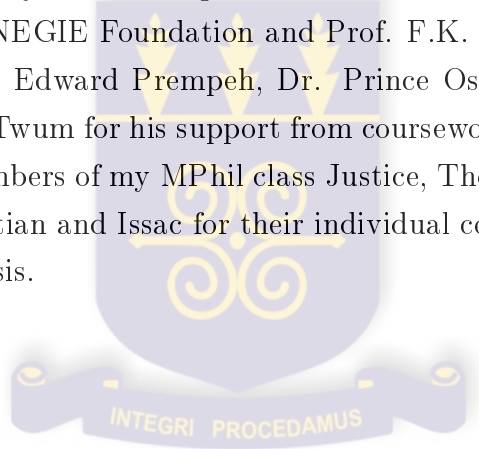 NEGIE Foundation and Prof. F.K.
Edward Prempeh, Dr. Prince Os
Twum for his support from coursewo
nbers of my MPhil class Justice, The
tian and Issac for their individual co
sis.
INTEGRI PROCEDAMUS